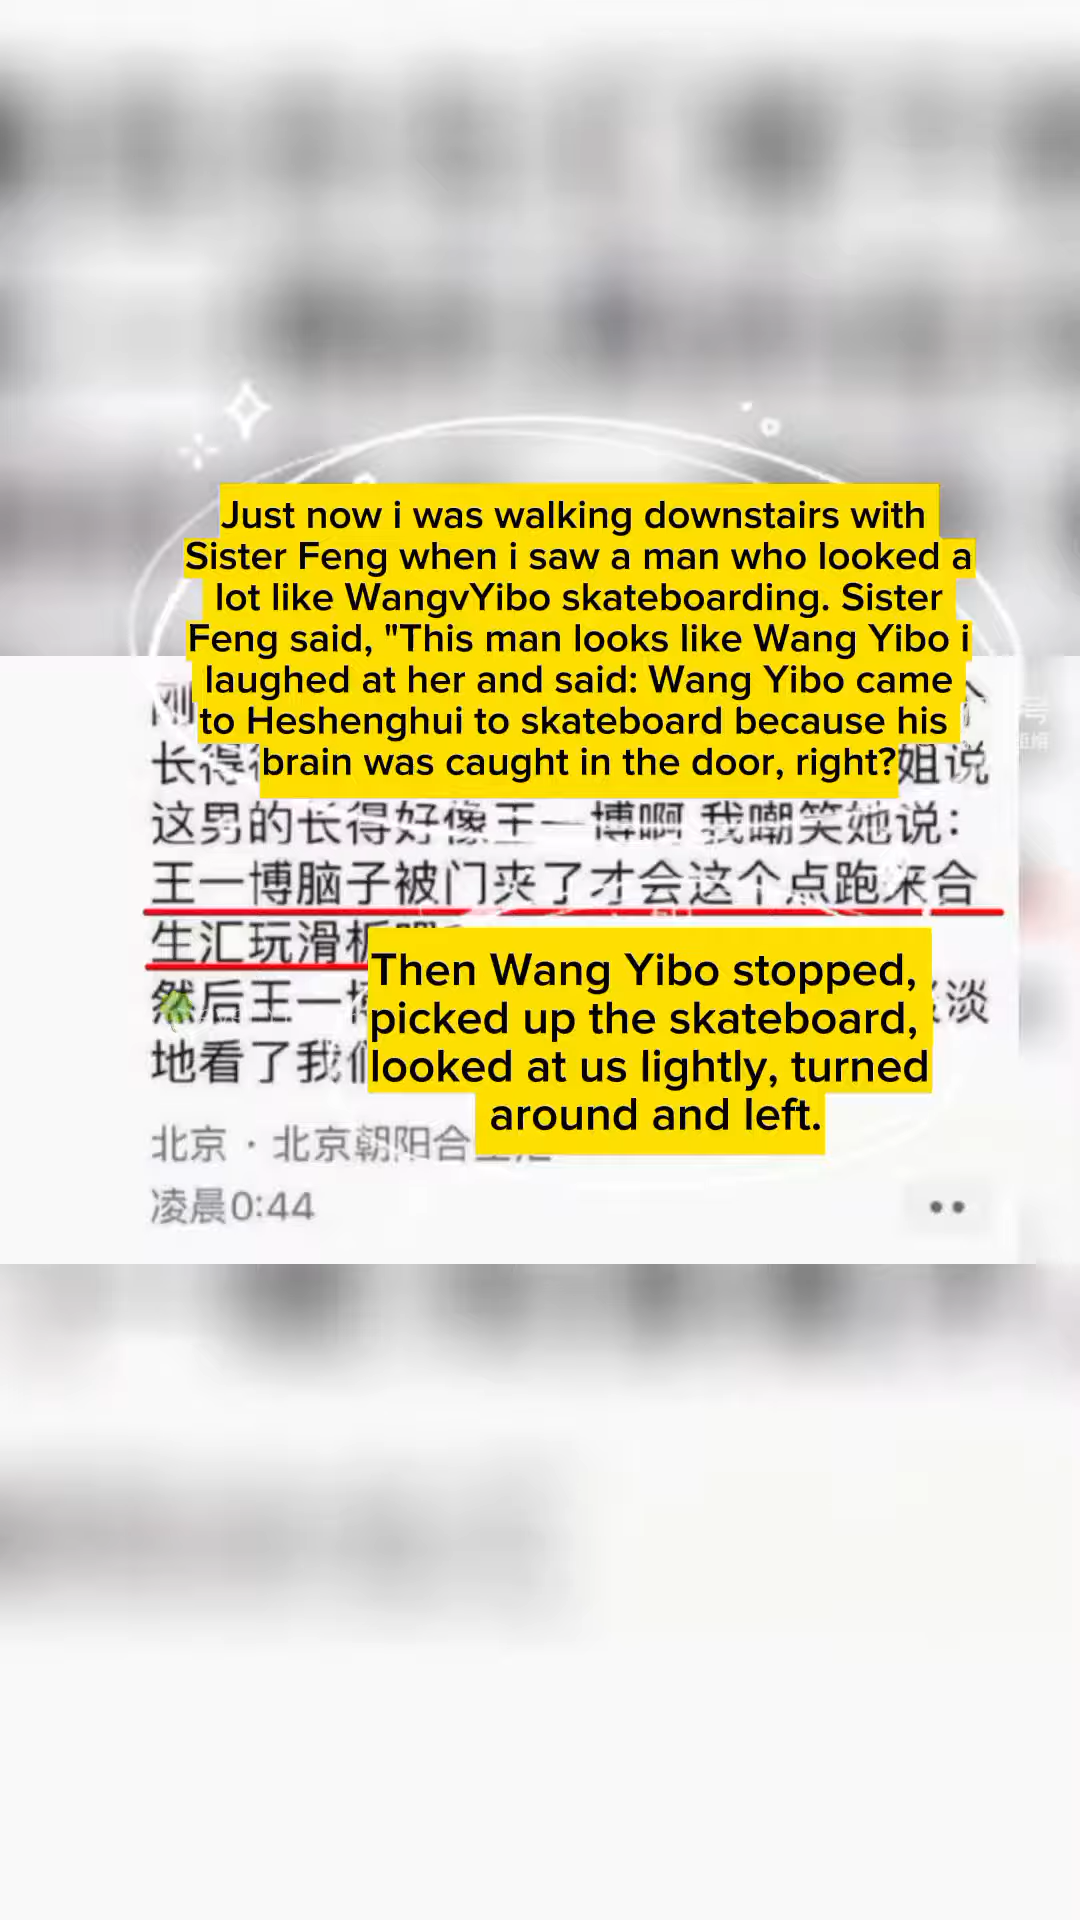 Just now i was walking downstairs with
Sister Feng when i saw a man who looked a
lot like WangvYibo skateboarding. Sister
Feng said, "This man looks like Wang Yibo i
laughed at her and said: Wang Yibo came
to Heshenghui to skateboard because his
brain was caught in the door, right?
刚
长得 姐说
这男的长得好像王一博啊 我嘲笑她说：
王一博脑子被门夹了才会这个点跑来合
生汇玩滑板
Then Wang Yibo stopped,
picked up the skateboard,
looked at us lightly, turned
around and left.
然后王一博 淡
地看了我们
北京 · 北京朝阳合
凌晨0:44